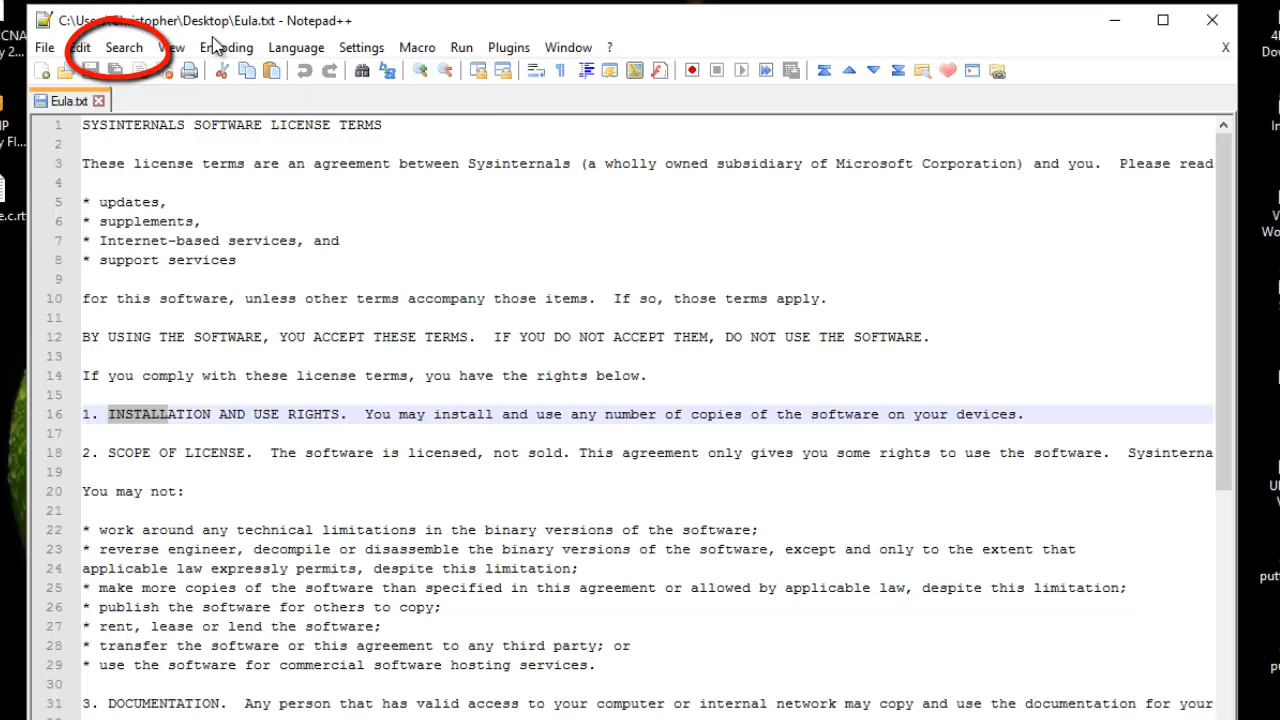 C:\Users\Christopher\Desktop\Eula.txt - Notepad++
File Edit Search View Encoding Language Settings Macro Run Plugins Window ? X
Eula.txt
1 SYSINTERNALS SOFTWARE LICENSE TERMS
2
3 These license terms are an agreement between Sysinternals (a wholly owned subsidiary of Microsoft Corporation) and you.  Please read
4
5 * updates,
6 * supplements,
7 * Internet-based services, and
8 * support services
9
10 for this software, unless other terms accompany those items.  If so, those terms apply.
11
12 BY USING THE SOFTWARE, YOU ACCEPT THESE TERMS.  IF YOU DO NOT ACCEPT THEM, DO NOT USE THE SOFTWARE.
13
14 If you comply with these license terms, you have the rights below.
15
16 1. INSTALLATION AND USE RIGHTS.  You may install and use any number of copies of the software on your devices.
17
18 2. SCOPE OF LICENSE.  The software is licensed, not sold. This agreement only gives you some rights to use the software.  Sysinterna
19
20 You may not:
21
22 * work around any technical limitations in the binary versions of the software;
23 * reverse engineer, decompile or disassemble the binary versions of the software, except and only to the extent that
24 applicable law expressly permits, despite this limitation;
25 * make more copies of the software than specified in this agreement or allowed by applicable law, despite this limitation;
26 * publish the software for others to copy;
27 * rent, lease or lend the software;
28 * transfer the software or this agreement to any third party; or
29 * use the software for commercial software hosting services.
30
31 3. DOCUMENTATION.  Any person that has valid access to your computer or internal network may copy and use the documentation for your